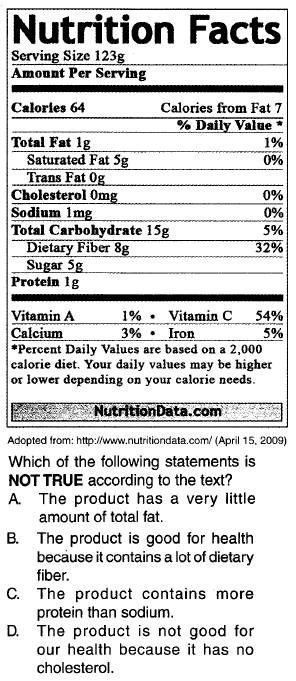 Nutrition Facts
Serving Size 123g
Amount Per Serving
Calories 64 Calories from Fat 7
% Daily Value *
Total Fat 1g 1%
Saturated Fat 5g 0%
Trans Fat 0g
Cholesterol 0mg 0%
Sodium 1mg 0%
Total Carbohydrate 15g 5%
Dietary Fiber 8g 32%
Sugar 5g
Protein 1g
Vitamin A 1% • Vitamin C 54%
Calcium 3% • Iron 5%
*Percent Daily Values are based on a 2,000
calorie diet. Your daily values may be higher
or lower depending on your calorie needs.
NutritionData.com
Adopted from: http://www.nutritiondata.com/ (April 15, 2009)
Which of the following statements is
NOT TRUE according to the text?
A. The product has a very little
amount of total fat.
B. The product is good for health
because it contains a lot of dietary
fiber.
C. The product contains more
protein than sodium.
D. The product is not good for
our health because it has no
cholesterol.